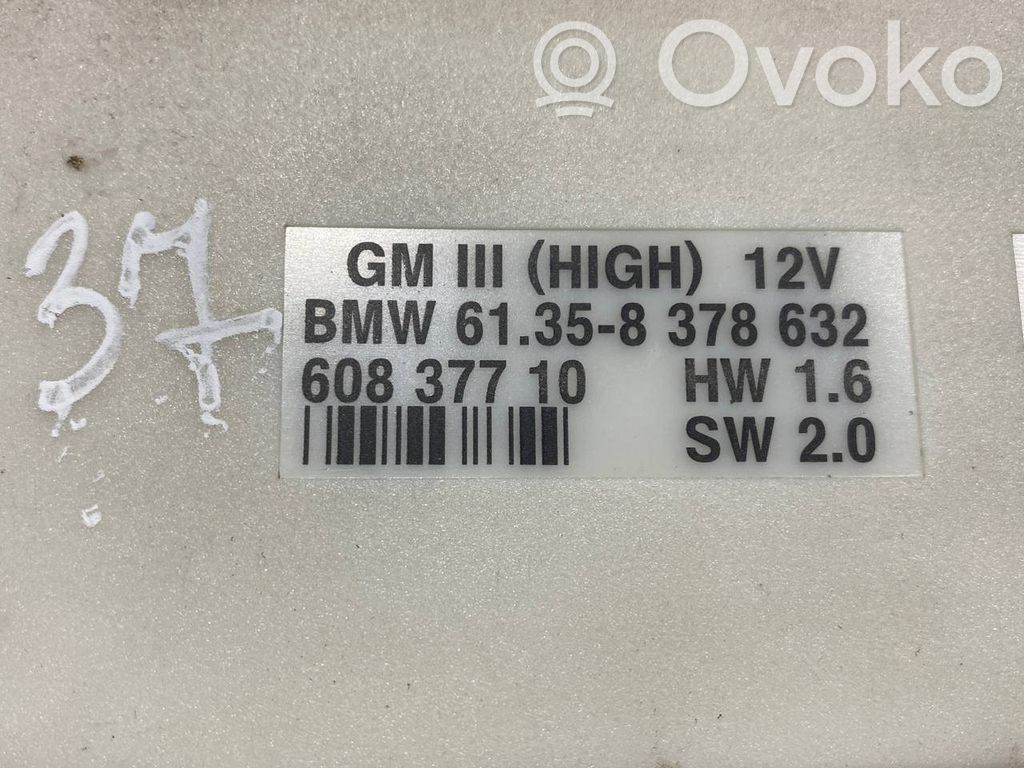 Ovoko
37
GM III (HIGH) 12V
BMW 61.35-8 378 632
608 377 10 HW 1.6
SW 2.0